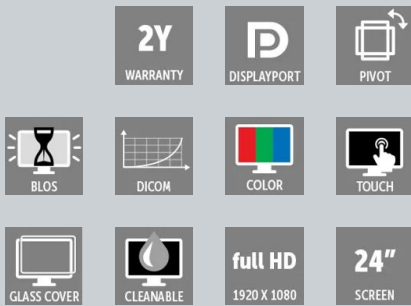 2Y
WARRANTY
DISPLAYPORT
PIVOT
BLOS
DICOM
COLOR
TOUCH
GLASS COVER
CLEANABLE
full HD
1920 X 1080
24"
SCREEN